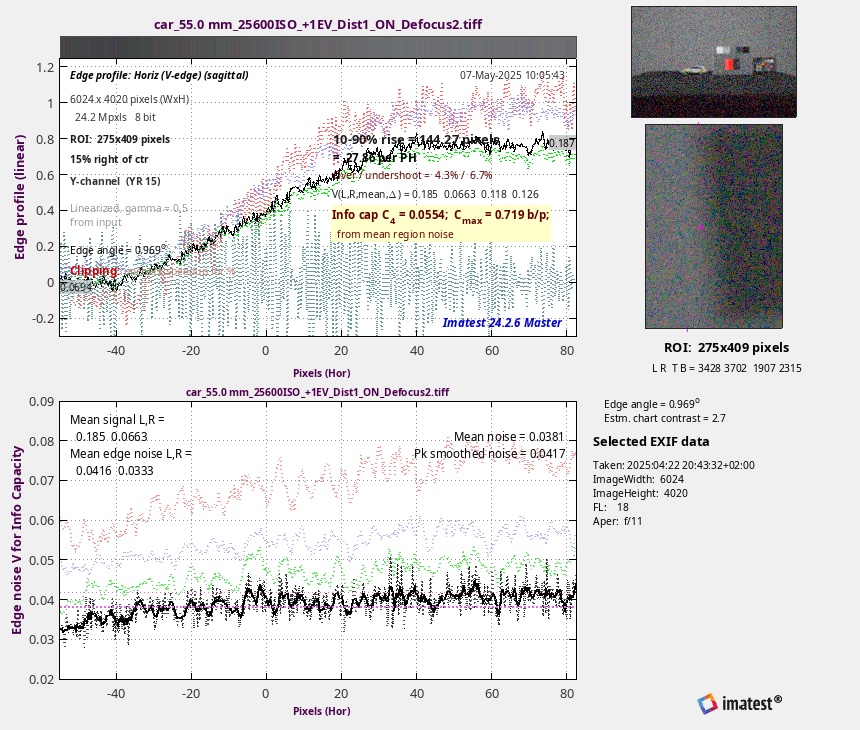 car_55.0 mm_25600ISO_+1EV_Dist1_ON_Defocus2.tiff
Edge profile: Horiz (V-edge) (sagittal)
07-May-2025 10:05:43
6024 x 4020 pixels (WxH)
24.2 Mpxls 8 bit
ROI: 275x409 pixels
15% right of ctr
Y-channel (YR 15)
Linearized, gamma = 0.5
from input
Edge angle = 0.969o
Clipping
10-90% rise = 144.27 pixels
= 27.86 per PH
Over / undershoot = 4.3% / 6.7%
V(L,R,mean,Δ) = 0.185 0.0663 0.118 0.126
Info cap C4 = 0.0554; Cmax = 0.719 b/p;
from mean region noise
0.187
0.0694
Imatest 24.2.6 Master
Edge profile (linear)
1.2
1
0.8
0.6
0.4
0.2
0
-0.2
-40 -20 0 20 40 60 80
Pixels (Hor)
car_55.0 mm_25600ISO_+1EV_Dist1_ON_Defocus2.tiff
Mean signal L,R =
0.185 0.0663
Mean edge noise L,R =
0.0416 0.0333
Mean noise = 0.0381
Pk smoothed noise = 0.0417
Edge noise V for Info Capacity
0.09
0.08
0.07
0.06
0.05
0.04
0.03
0.02
-40 -20 0 20 40 60 80
Pixels (Hor)
ROI: 275x409 pixels
L R T B = 3428 3702 1907 2315
Edge angle = 0.969o
Estm. chart contrast = 2.7
Selected EXIF data
Taken: 2025:04:22 20:43:32+02:00
ImageWidth: 6024
ImageHeight: 4020
FL: 18
Aper: f/11
imatest®